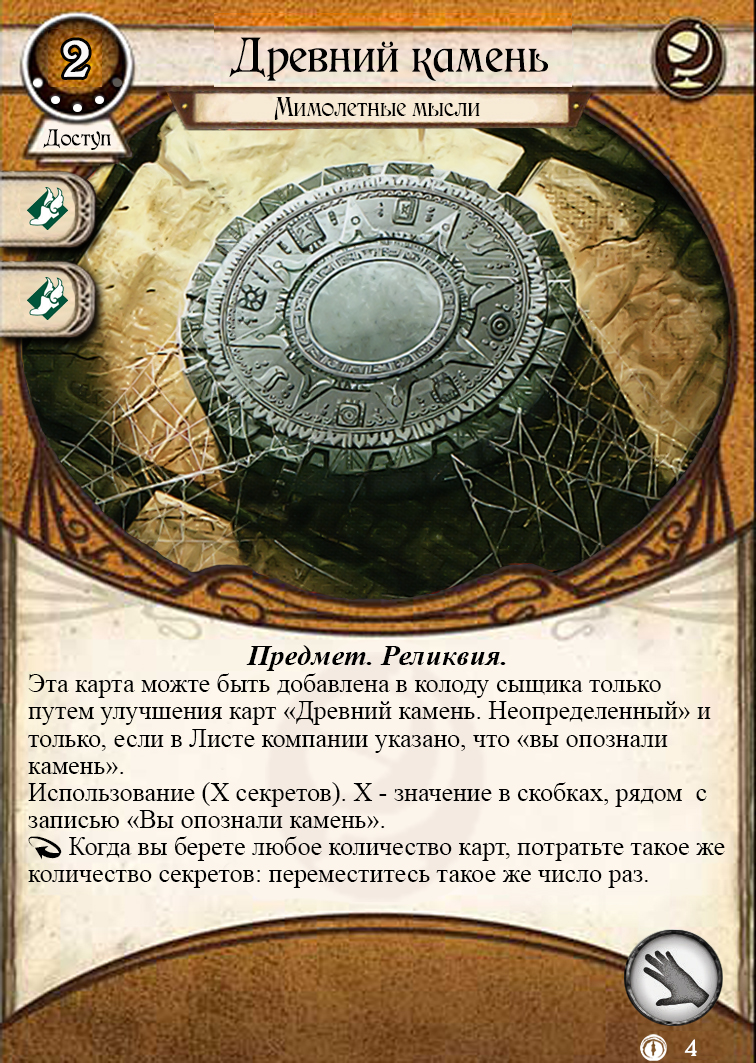 2
Древний камень
Мимолетные мысли
Доступ
Предмет. Реликвия.
Эта карта можте быть добавлена в колоду сыщика только
путем улучшения карт «Древний камень. Неопределенный» и
только, если в Листе компании указано, что «вы опознали
камень».
Использование (X секретов). X - значение в скобках, рядом с
записью «Вы опознали камень».
Когда вы берете любое количество карт, потратьте такое же
количество секретов: переместитесь такое же число раз.
4